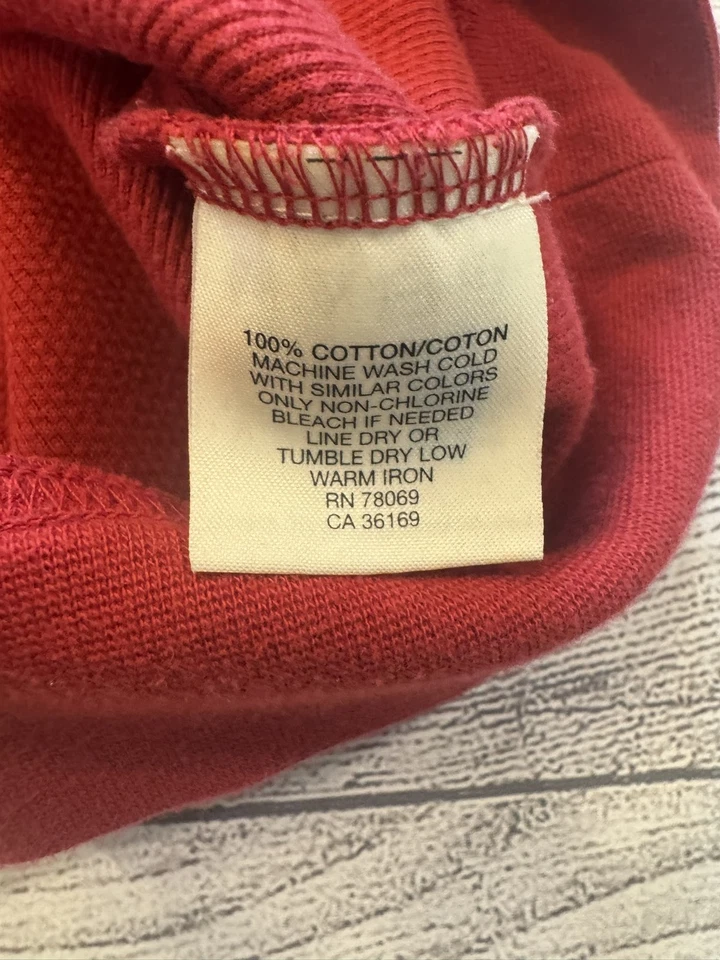 100% COTTON/COTON
MACHINE WASH COLD
WITH SIMILAR COLORS
ONLY NON-CHLORINE
BLEACH IF NEEDED
LINE DRY OR
TUMBLE DRY LOW
WARM IRON
RN 78069
CA 36169